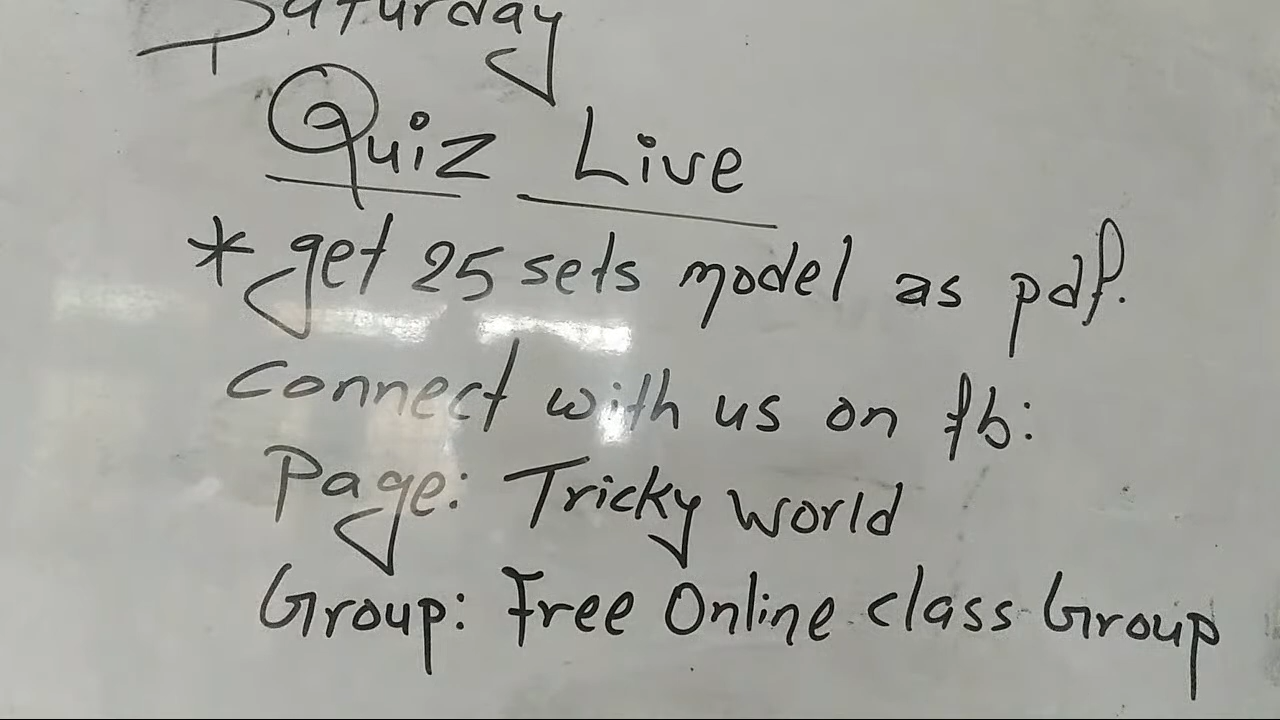 Saturday
Quiz Live
* get 25 sets model as pdf.
Connect with us on fb:
Page: Tricky World
Group: Free Online class Group